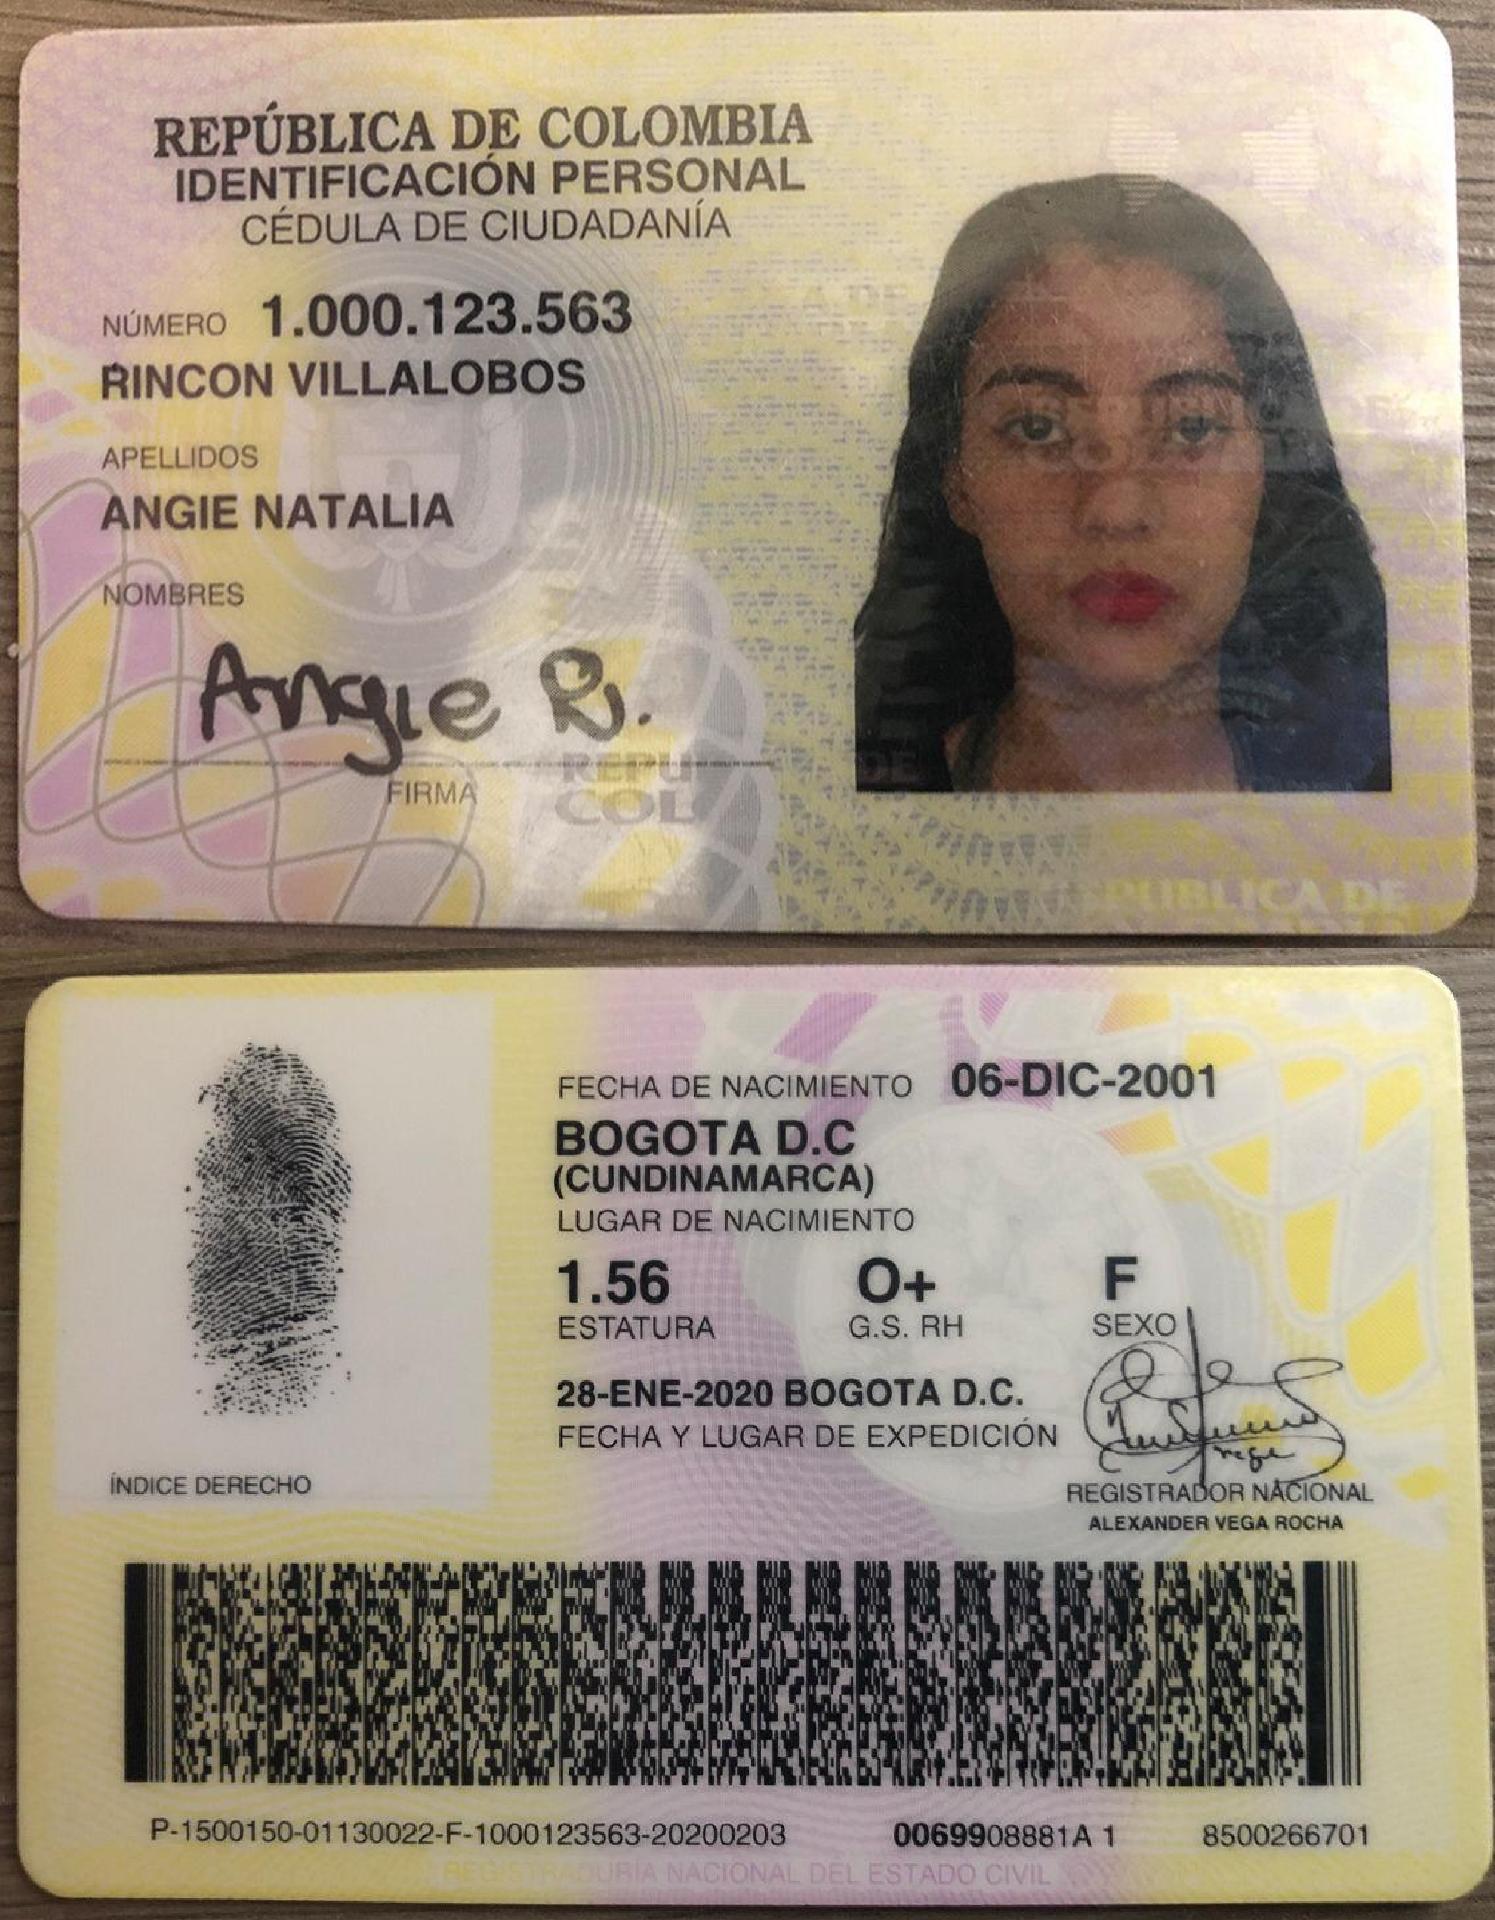 REPÚBLICA DE COLOMBIA
IDENTIFICACIÓN PERSONAL
CÉDULA DE CIUDADANÍA
NÚMERO 1.000.123.563
RINCON VILLALOBOS
APELLIDOS
ANGIE NATALIA
NOMBRES
Angie R.
FIRMA
REPU
COL
FECHA DE NACIMIENTO 06-DIC-2001
BOGOTA D.C
(CUNDINAMARCA)
LUGAR DE NACIMIENTO
1.56 O+ F
ESTATURA G.S. RH SEXO
28-ENE-2020 BOGOTA D.C.
FECHA Y LUGAR DE EXPEDICIÓN
ÍNDICE DERECHO
REGISTRADOR NACIONAL
ALEXANDER VEGA ROCHA
P-1500150-01130022-F-1000123563-20200203 0069908881A 1 8500266701
REGISTRADURÍA NACIONAL DEL ESTADO CIVIL